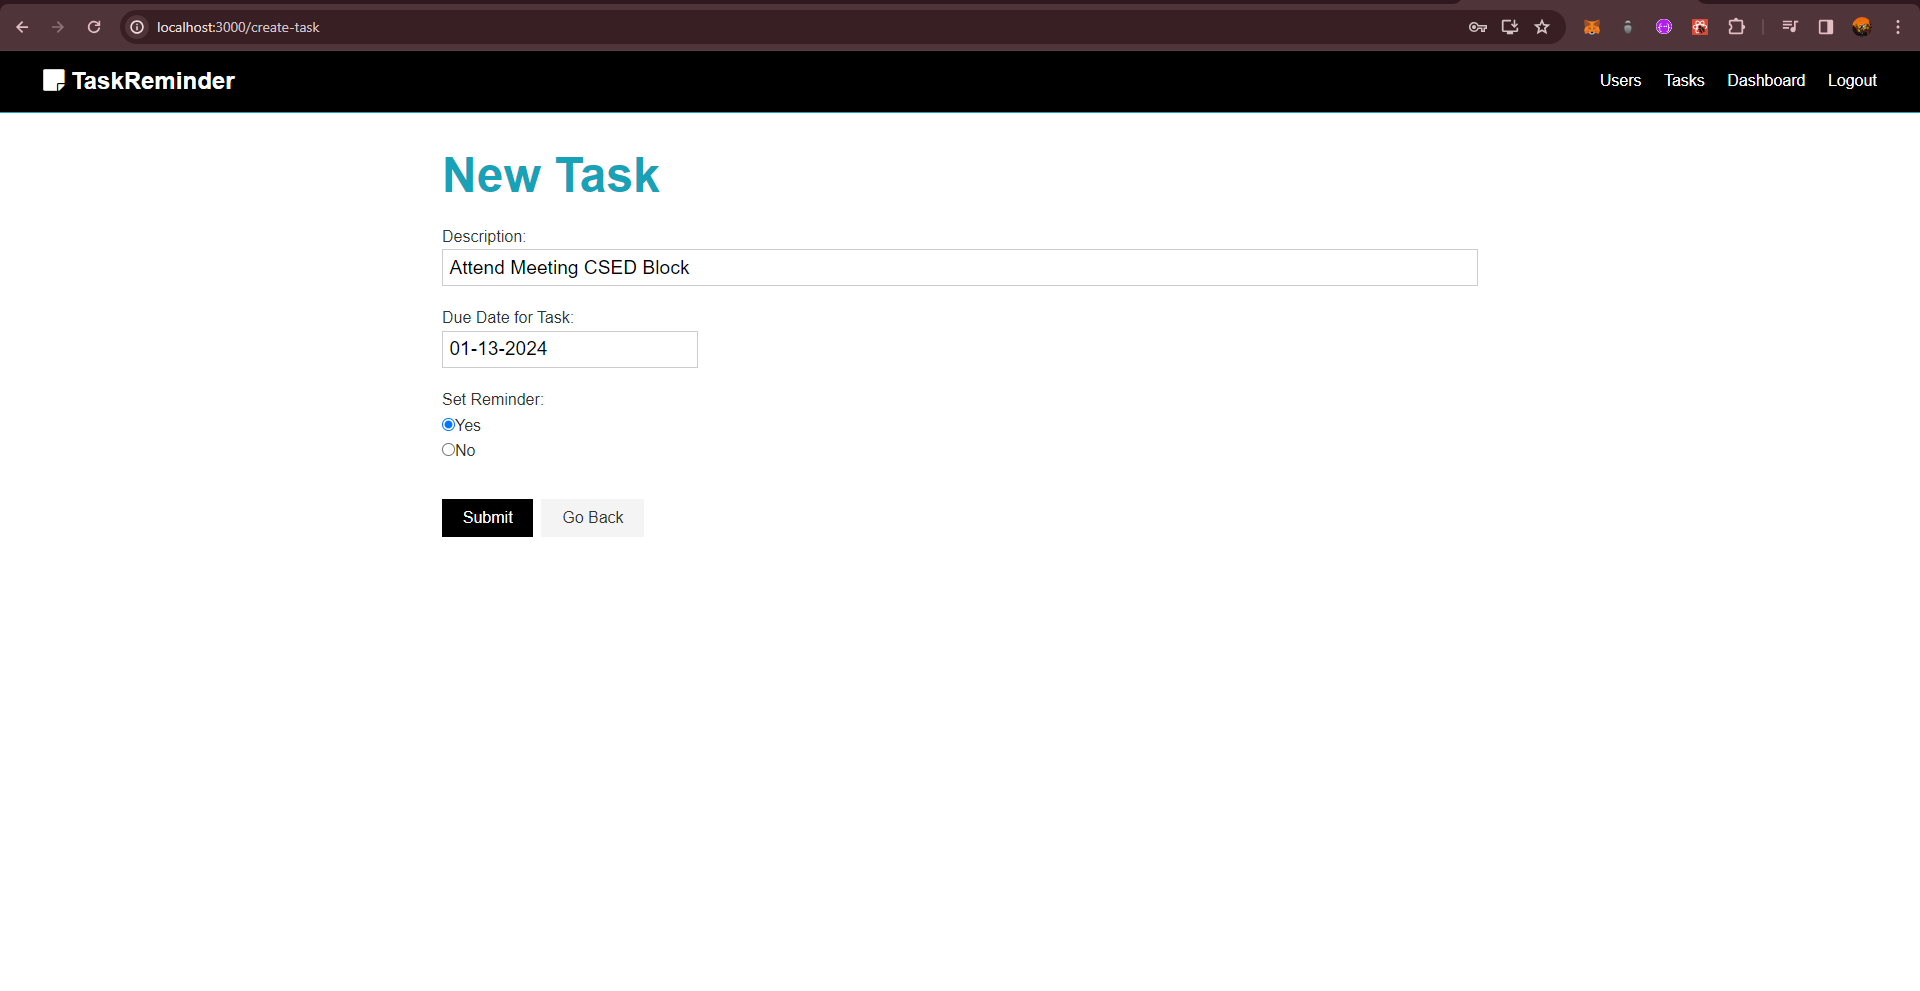 localhost:3000/create-task
TaskReminder
Users Tasks Dashboard Logout
New Task
Description:
Attend Meeting CSED Block
Due Date for Task:
01-13-2024
Set Reminder:
Yes
No
Submit Go Back